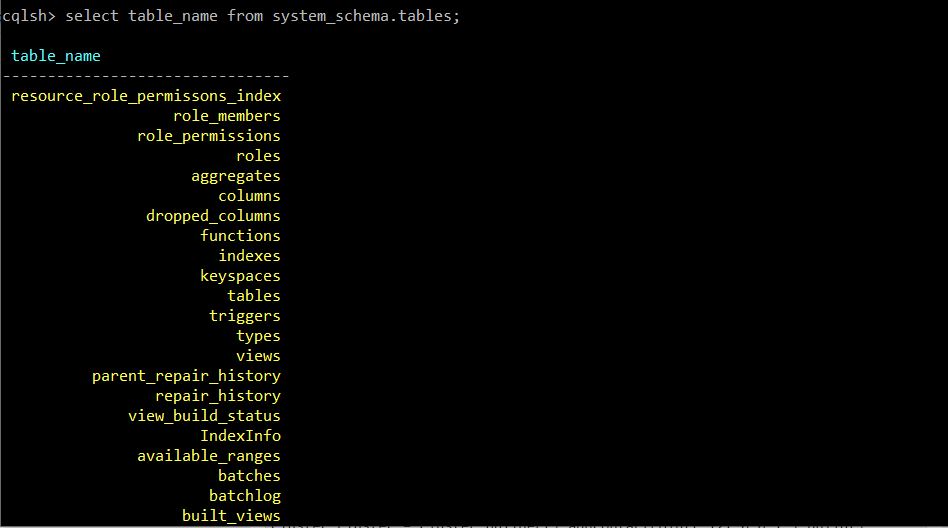 cqlsh> select table_name from system_schema.tables;
table_name
--------------------------------
resource_role_permissons_index
role_members
role_permissions
roles
aggregates
columns
dropped_columns
functions
indexes
keyspaces
tables
triggers
types
views
parent_repair_history
repair_history
view_build_status
IndexInfo
available_ranges
batches
batchlog
built_views